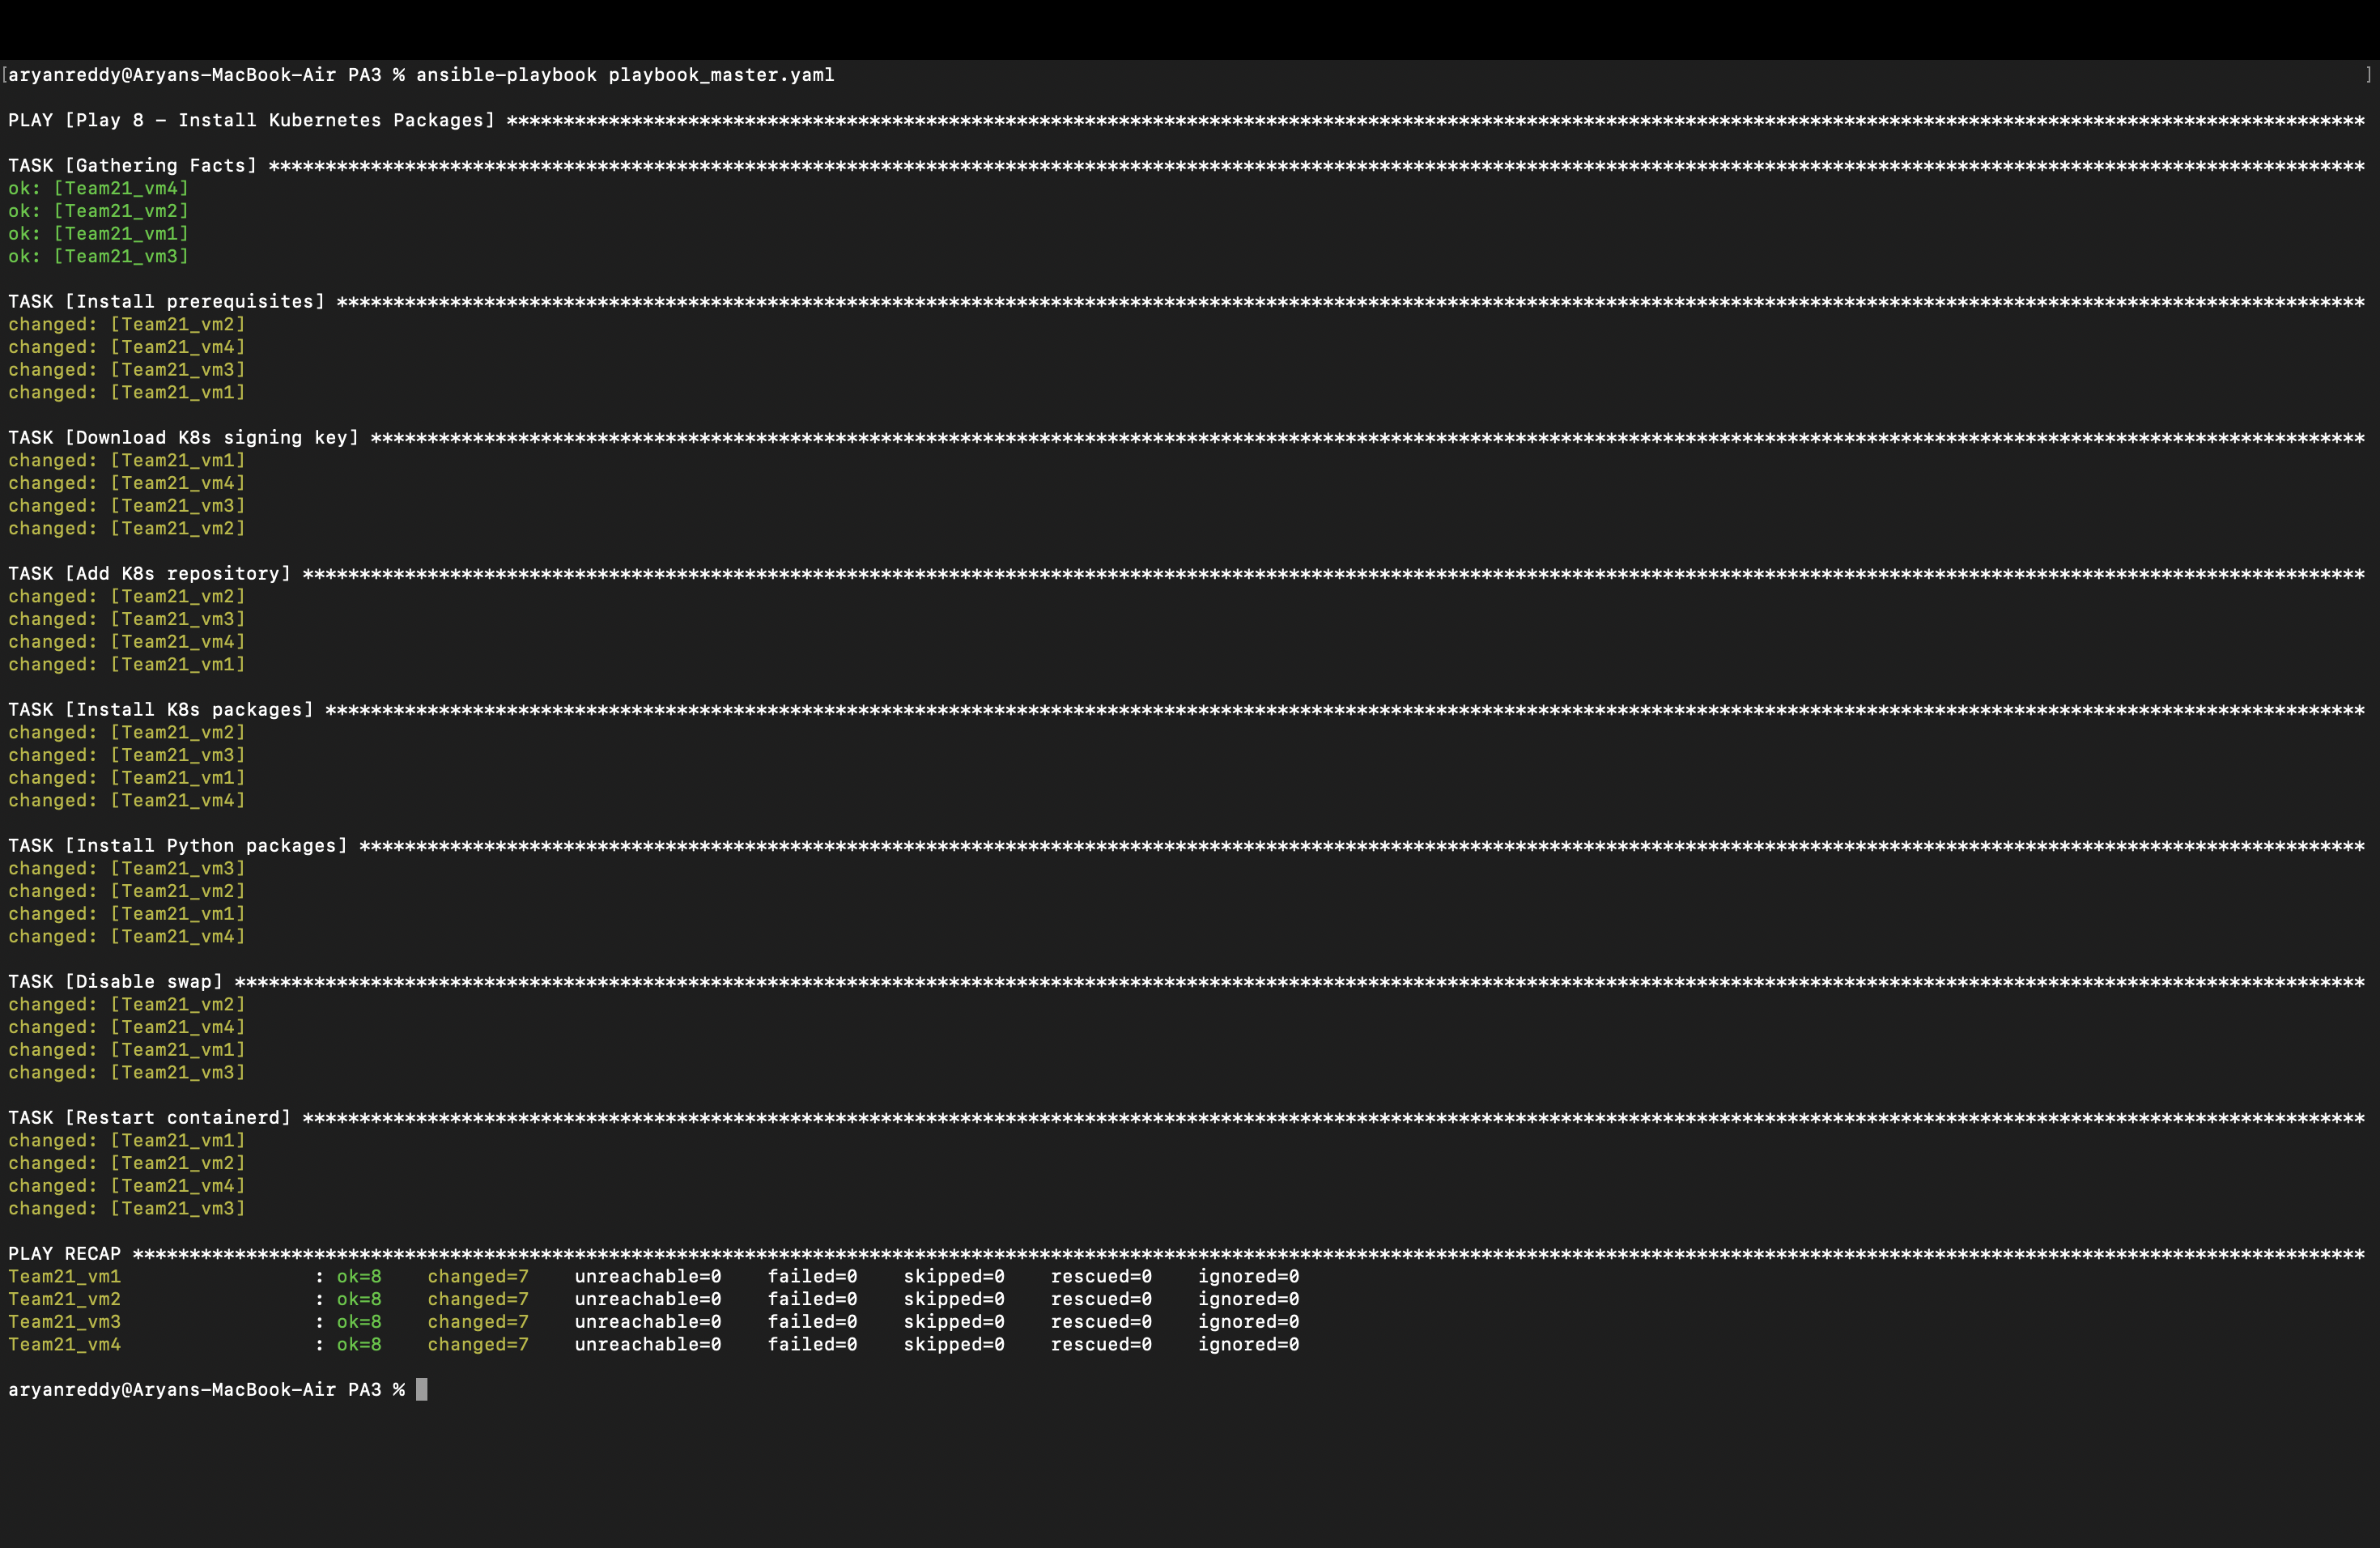 [aryanreddy@Aryans-MacBook-Air PA3 % ansible-playbook playbook_master.yaml ]
PLAY [Play 8 - Install Kubernetes Packages] ********************************************************************************************************************************************************************
TASK [Gathering Facts] ********************************************************************************************************************************************************************
ok: [Team21_vm4]
ok: [Team21_vm2]
ok: [Team21_vm1]
ok: [Team21_vm3]
TASK [Install prerequisites] ********************************************************************************************************************************************************************
changed: [Team21_vm2]
changed: [Team21_vm4]
changed: [Team21_vm3]
changed: [Team21_vm1]
TASK [Download K8s signing key] ********************************************************************************************************************************************************************
changed: [Team21_vm1]
changed: [Team21_vm4]
changed: [Team21_vm3]
changed: [Team21_vm2]
TASK [Add K8s repository] ********************************************************************************************************************************************************************
changed: [Team21_vm2]
changed: [Team21_vm3]
changed: [Team21_vm4]
changed: [Team21_vm1]
TASK [Install K8s packages] ********************************************************************************************************************************************************************
changed: [Team21_vm2]
changed: [Team21_vm3]
changed: [Team21_vm1]
changed: [Team21_vm4]
TASK [Install Python packages] ********************************************************************************************************************************************************************
changed: [Team21_vm3]
changed: [Team21_vm2]
changed: [Team21_vm1]
changed: [Team21_vm4]
TASK [Disable swap] ********************************************************************************************************************************************************************
changed: [Team21_vm2]
changed: [Team21_vm4]
changed: [Team21_vm1]
changed: [Team21_vm3]
TASK [Restart containerd] ********************************************************************************************************************************************************************
changed: [Team21_vm1]
changed: [Team21_vm2]
changed: [Team21_vm4]
changed: [Team21_vm3]
PLAY RECAP ********************************************************************************************************************************************************************
Team21_vm1 : ok=8 changed=7 unreachable=0 failed=0 skipped=0 rescued=0 ignored=0
Team21_vm2 : ok=8 changed=7 unreachable=0 failed=0 skipped=0 rescued=0 ignored=0
Team21_vm3 : ok=8 changed=7 unreachable=0 failed=0 skipped=0 rescued=0 ignored=0
Team21_vm4 : ok=8 changed=7 unreachable=0 failed=0 skipped=0 rescued=0 ignored=0
aryanreddy@Aryans-MacBook-Air PA3 %